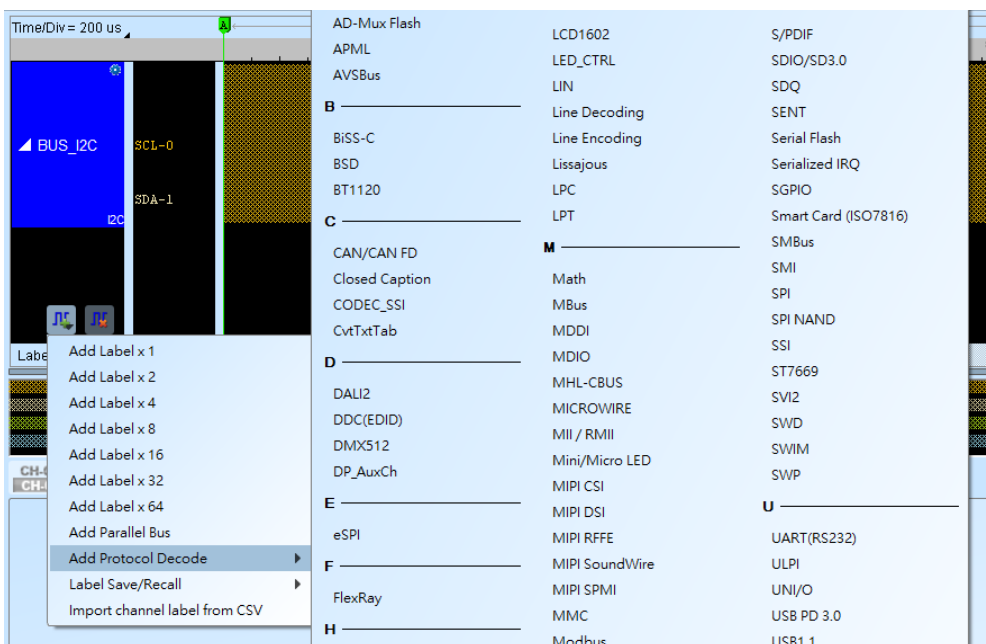 Time/Div = 200 us
A
BUS_I2C
I2C
SCL-0
SDA-1
Add Label x 1
Add Label x 2
Add Label x 4
Add Label x 8
Add Label x 16
Add Label x 32
Add Label x 64
Add Parallel Bus
Add Protocol Decode
Label Save/Recall
Import channel label from CSV
AD-Mux Flash
APML
AVSBus
B
BiSS-C
BSD
BT1120
C
CAN/CAN FD
Closed Caption
CODEC_SSI
CvtTxtTab
D
DALI2
DDC(EDID)
DMX512
DP_AuxCh
E
eSPI
F
FlexRay
H
LCD1602
LED_CTRL
LIN
Line Decoding
Line Encoding
Lissajous
LPC
LPT
M
Math
MBus
MDDI
MDIO
MHL-CBUS
MICROWIRE
MII / RMII
Mini/Micro LED
MIPI CSI
MIPI DSI
MIPI RFFE
MIPI SoundWire
MIPI SPMI
MMC
Modbus
S/PDIF
SDIO/SD3.0
SDQ
SENT
Serial Flash
Serialized IRQ
SGPIO
Smart Card (ISO7816)
SMBus
SMI
SPI
SPI NAND
SSI
ST7669
SVI2
SWD
SWIM
SWP
U
UART(RS232)
ULPI
UNI/O
USB PD 3.0
USB1.1